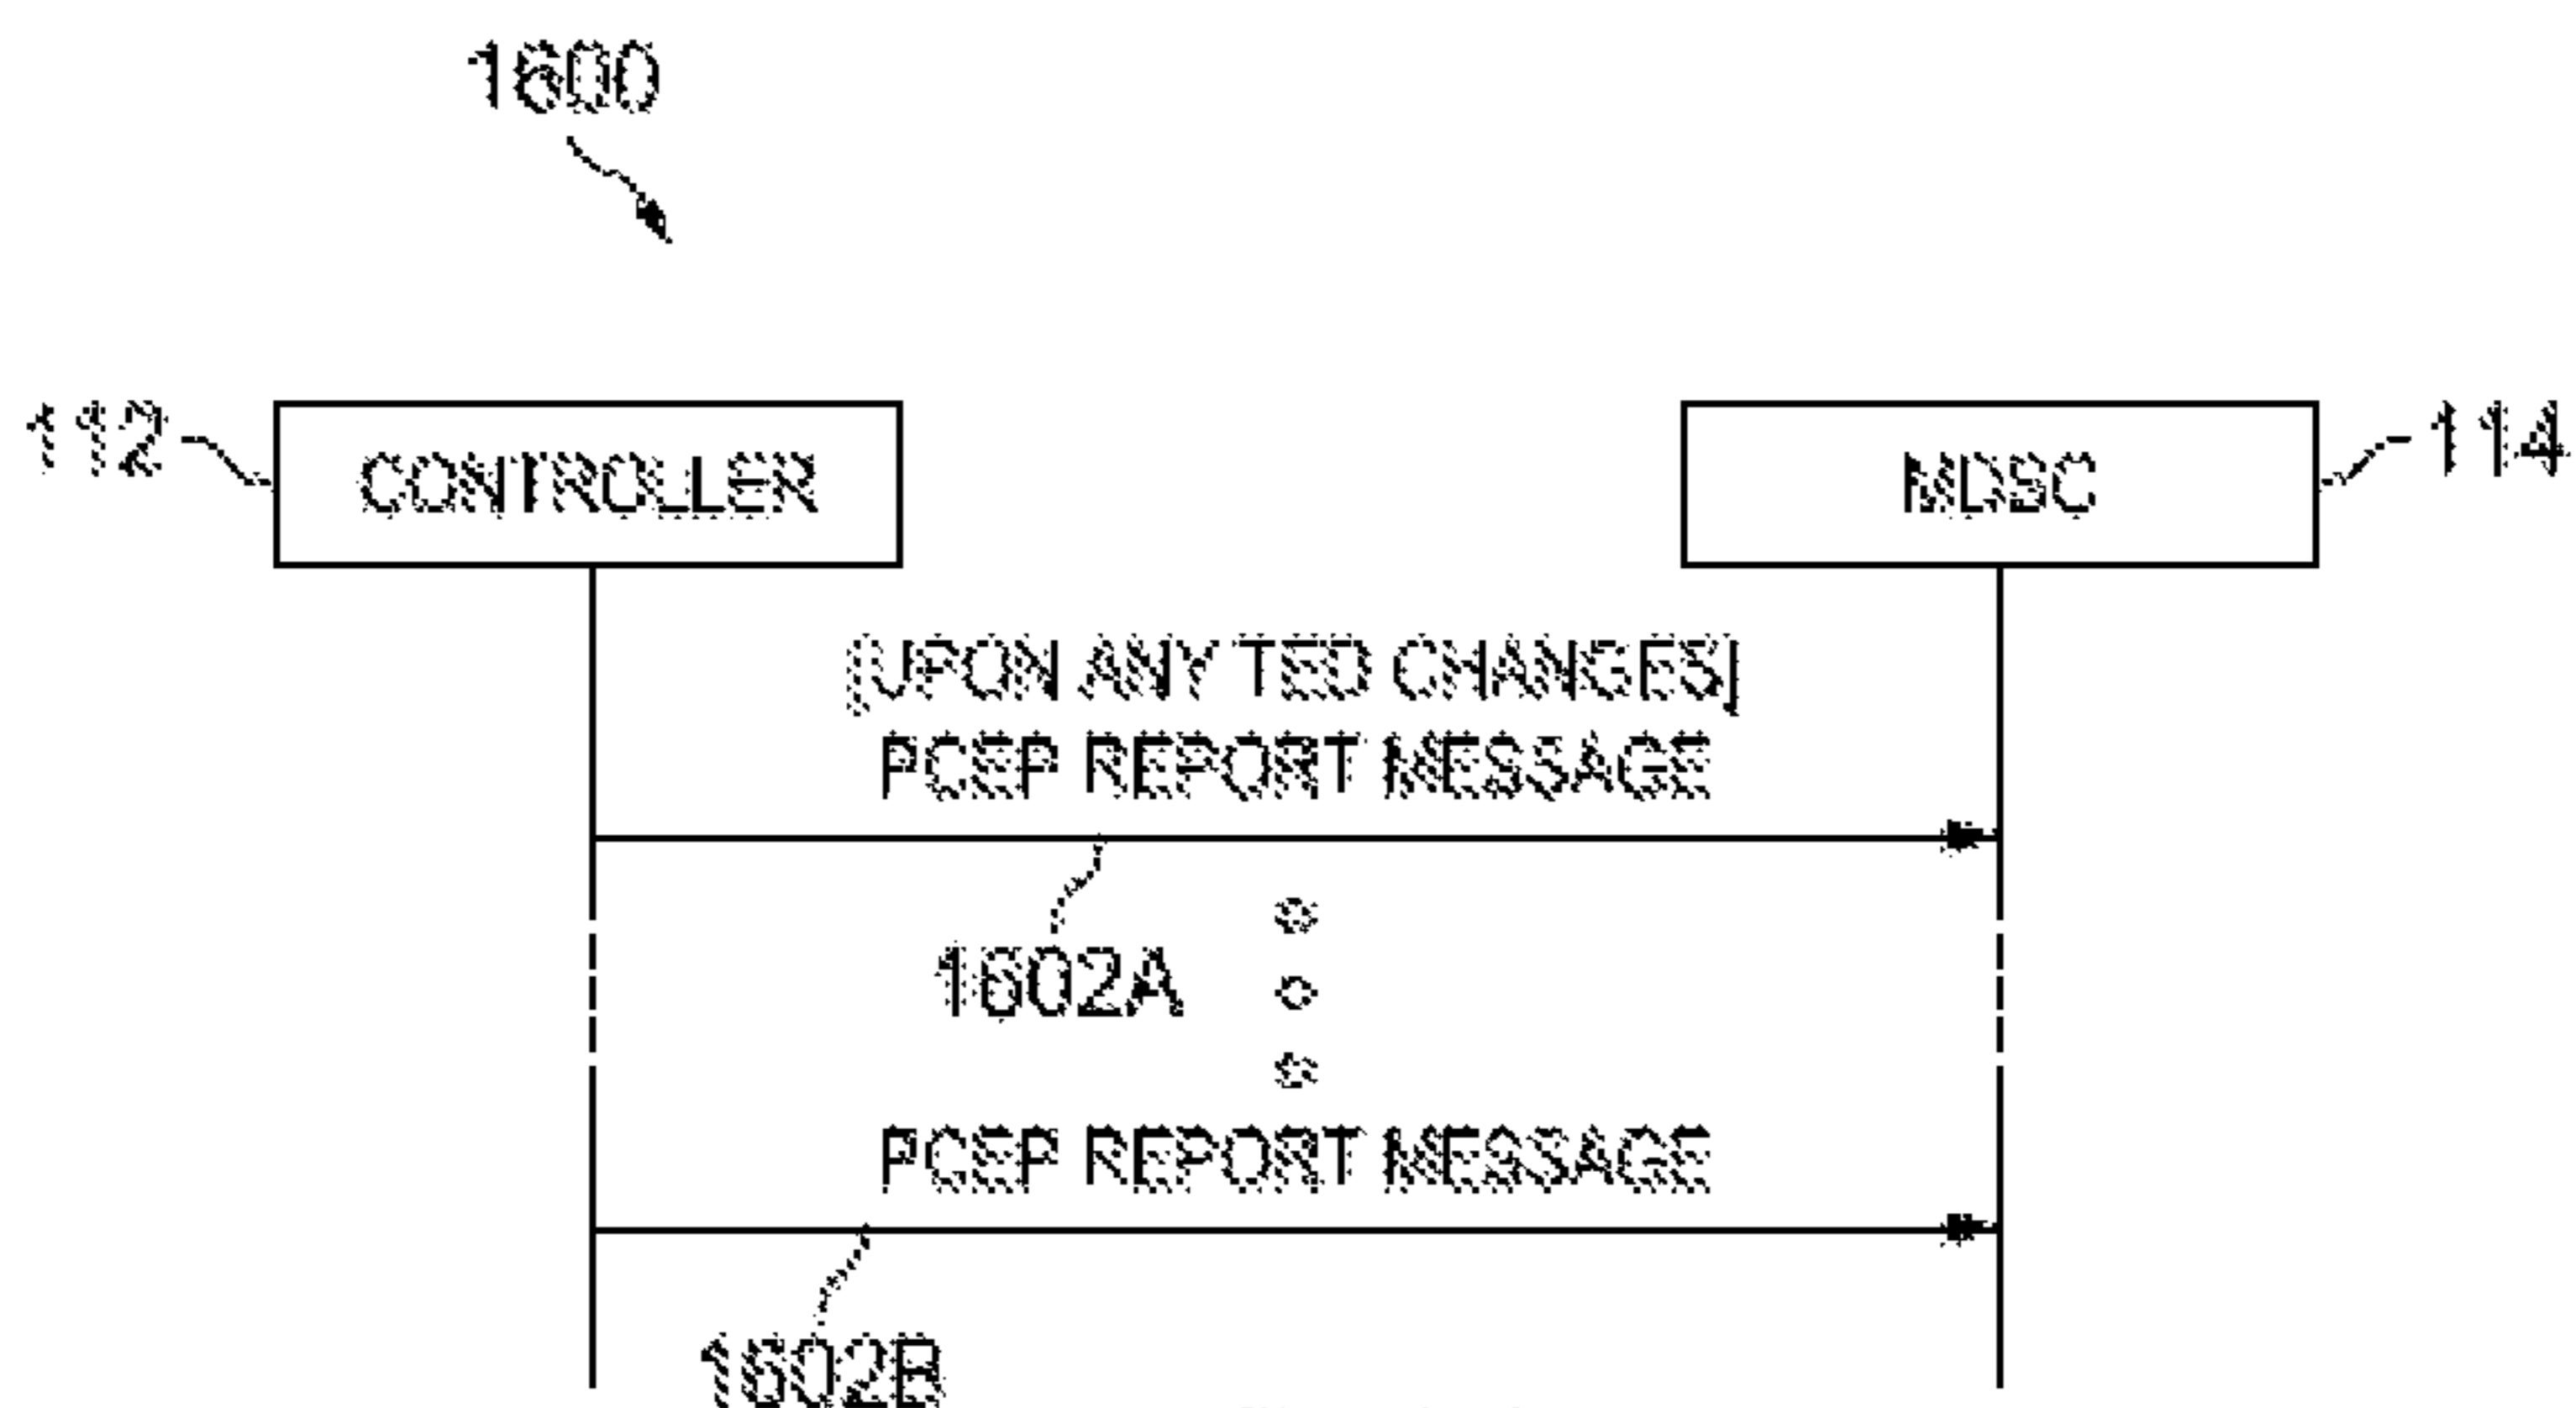 1600
112
CONTROLLER
MDSC
114
[UPON ANY TED CHANGES]
PCEP REPORT MESSAGE
1602A
PCEP REPORT MESSAGE
1602B